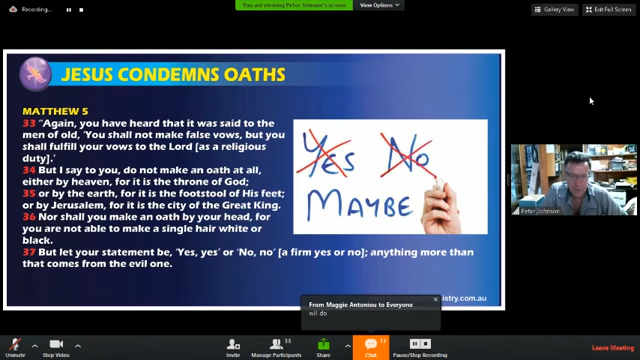 Recording...
You are viewing Peter Johnson's screen
View Options
Gallery View
Exit Full Screen
JESUS CONDEMNS OATHS
MATTHEW 5
33 "Again, you have heard that it was said to the
men of old, 'You shall not make false vows, but you
shall fulfill your vows to the Lord [as a religious
duty].'
34 But I say to you, do not make an oath at all,
either by heaven, for it is the throne of God;
35 or by the earth, for it is the footstool of His feet;
or by Jerusalem, for it is the city of the Great King.
36 Nor shall you make an oath by your head, for
you are not able to make a single hair white or
black.
37 But let your statement be, 'Yes, yes' or 'No, no' [a firm yes or no]; anything more than
that comes from the evil one.
YES NO
MAYBE
Peter Johnson
From Maggie Antoniou to Everyone
will do
istry.com.au
Unmute
Stop Video
Invite
33
Manage Participants
Share
Chat
Pause/Stop Recording
Leave Meeting